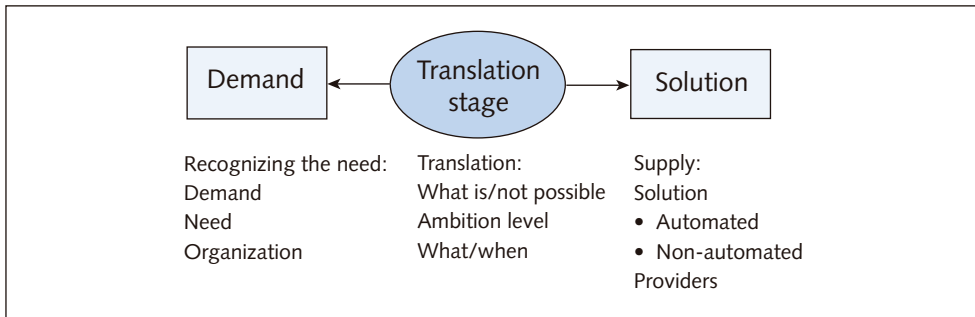 Demand
Translation
stage
Solution
Recognizing the need:
Demand
Need
Organization
Translation:
What is/not possible
Ambition level
What/when
Supply:
Solution
• Automated
• Non-automated
Providers